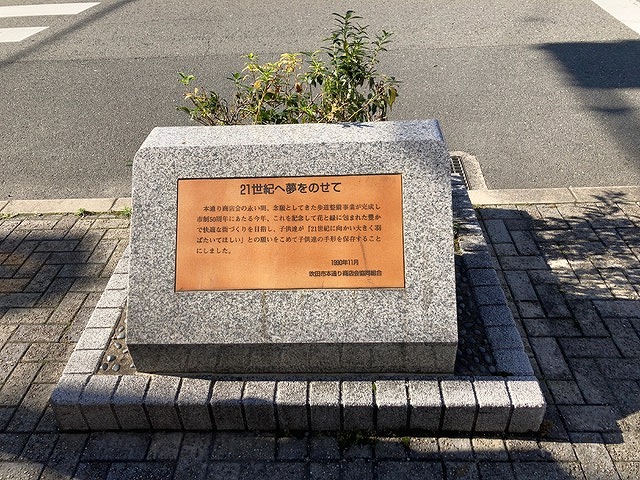 21世紀へ夢をのせて
本通り商店会の永い間、念願としてきた歩道整備事業が完成し
市制50周年にあたる今年、これを記念して花と緑に包まれた豊か
で快適な街づくりを目指し、子供達が「21世紀に向かい大きく羽
ばたいてほしい」との願いをこめて子供達の手形を保存すること
にしました。
1990年11月
吹田市本通り商店会協同組合